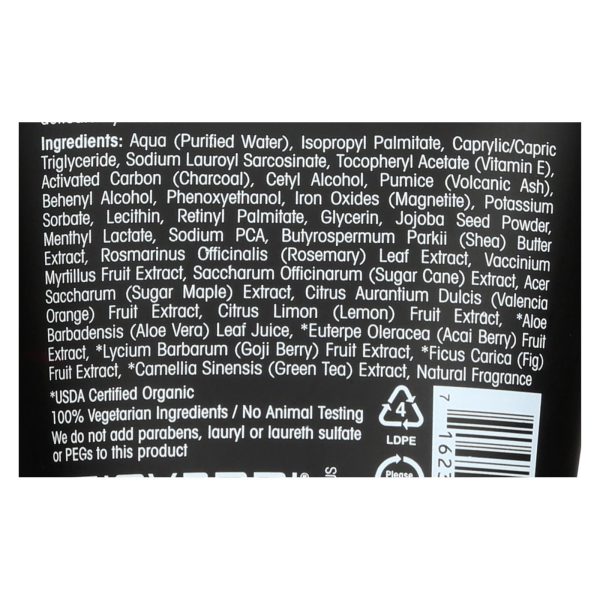 Ingredients: Aqua (Purified Water), Isopropyl Palmitate, Caprylic/Capric
Triglyceride, Sodium Lauroyl Sarcosinate, Tocopheryl Acetate (Vitamin E),
Activated Carbon (Charcoal), Cetyl Alcohol, Pumice (Volcanic Ash),
Behenyl Alcohol, Phenoxyethanol, Iron Oxides (Magnetite), Potassium
Sorbate, Lecithin, Retinyl Palmitate, Glycerin, Jojoba Seed Powder,
Menthyl Lactate, Sodium PCA, Butyrospermum Parkii (Shea) Butter
Extract, Rosmarinus Officinalis (Rosemary) Leaf Extract, Vaccinium
Myrtillus Fruit Extract, Saccharum Officinarum (Sugar Cane) Extract, Acer
Saccharum (Sugar Maple) Extract, Citrus Aurantium Dulcis (Valencia
Orange) Fruit Extract, Citrus Limon (Lemon) Fruit Extract, *Aloe
Barbadensis (Aloe Vera) Leaf Juice, *Euterpe Oleracea (Acai Berry) Fruit
Extract, *Lycium Barbarum (Goji Berry) Fruit Extract, *Ficus Carica (Fig)
Fruit Extract, *Camellia Sinensis (Green Tea) Extract, Natural Fragrance
*USDA Certified Organic
100% Vegetarian Ingredients / No Animal Testing
We do not add parabens, lauryl or laureth sulfate
or PEGs to this product
4
LDPE
Please
7
1623